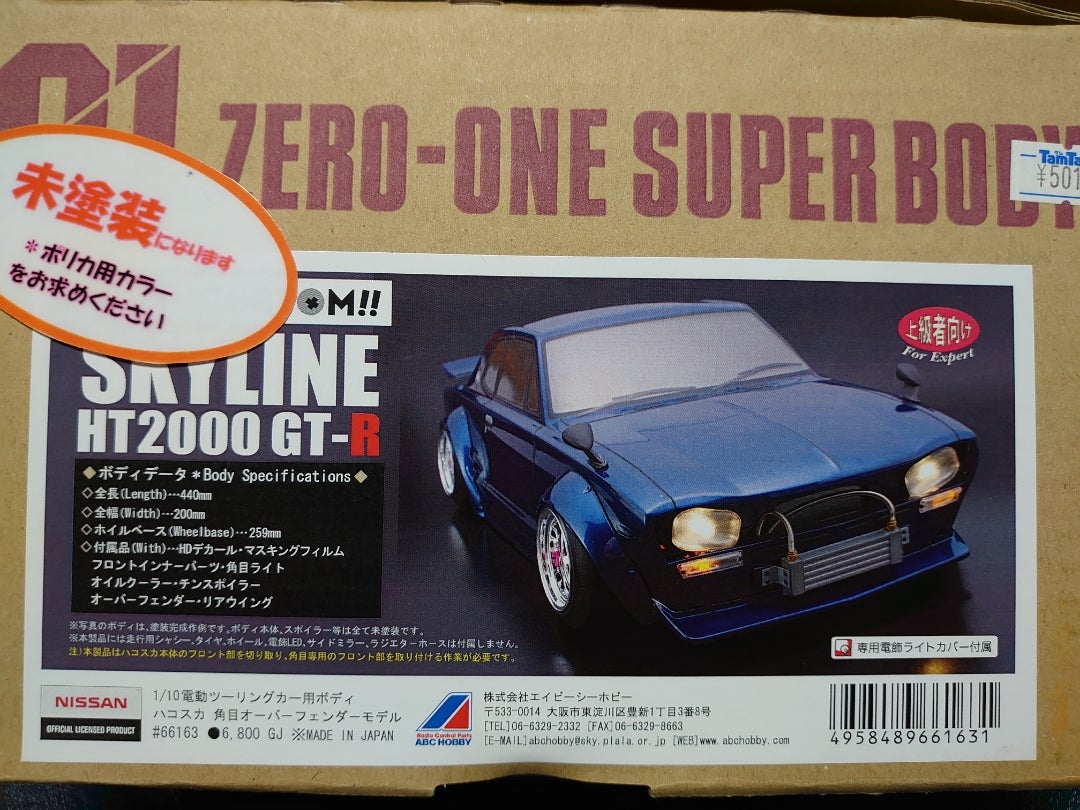 01 ZERO-ONE SUPER BODY
TamTa
¥501
未塗装になります
＊ポリカ用カラー
をお求めください
M!!
SKYLINE
HT2000 GT-R
上級者向け
For Expert
◆ボディデータ＊Body Specifications◆
◇全長(Length)…440mm
◇全幅(Width)…200mm
◇ホイルベース(Wheelbase)…259mm
◇付属品(With)…HDデカール・マスキングフィルム
フロントインナーパーツ・角目ライト
オイルクーラー・チンスポイラー
オーバーフェンダー・リアウイング
※写真のボディは、塗装完成作例です。ボディ本体、スポイラー等は全て未塗装です。
※本製品には走行用シャシー、タイヤ、ホイール、電飾LED、サイドミラー、ラジエターホースは付属しません。
注)本製品はハコスカ本体のフロント部を切り取り、角目専用のフロント部を取り付ける作業が必要です。
専用電飾ライトカバー付属
NISSAN
OFFICIAL LICENSED PRODUCT
1/10電動ツーリングカー用ボディ
ハコスカ 角目オーバーフェンダーモデル
#66163 ●6,800 GJ ※MADE IN JAPAN
Radio Control Parts
ABC HOBBY
株式会社エイビーシーホビー
〒533-0014 大阪市東淀川区豊新1丁目3番8号
[TEL]06-6329-2332 [FAX]06-6329-8663
[E-MAIL]abchobby@sky.plala.or.jp [WEB]www.abchobby.com
4958489661631